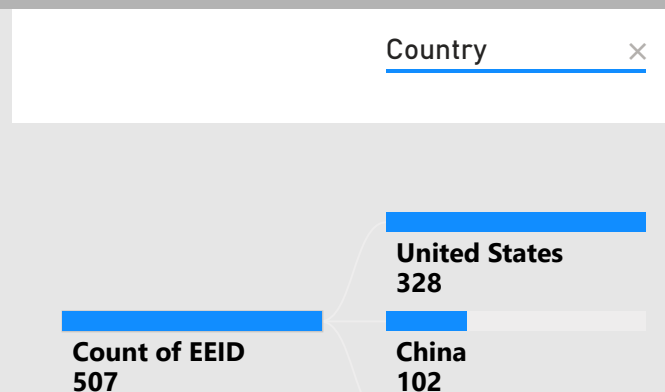 Country
United States
328
Count of EEID
507
China
102